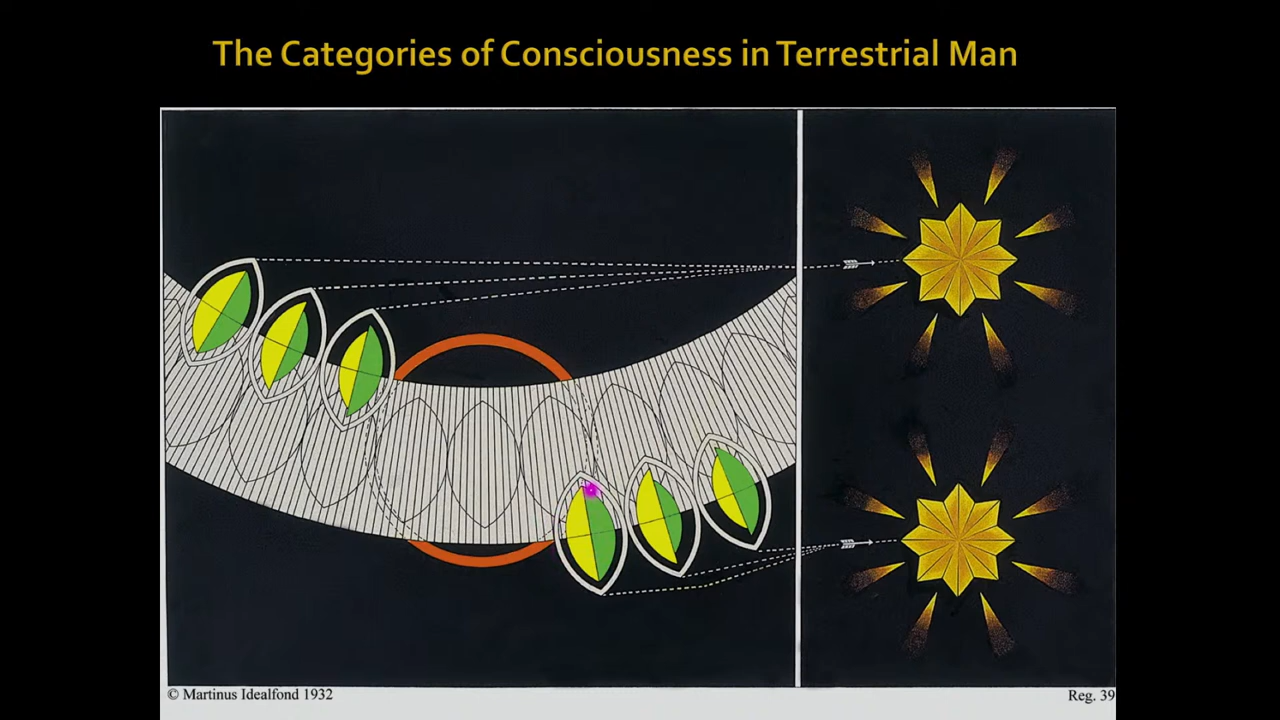 The Categories of Consciousness in Terrestrial Man
© Martinus Idealfond 1932
Reg. 39